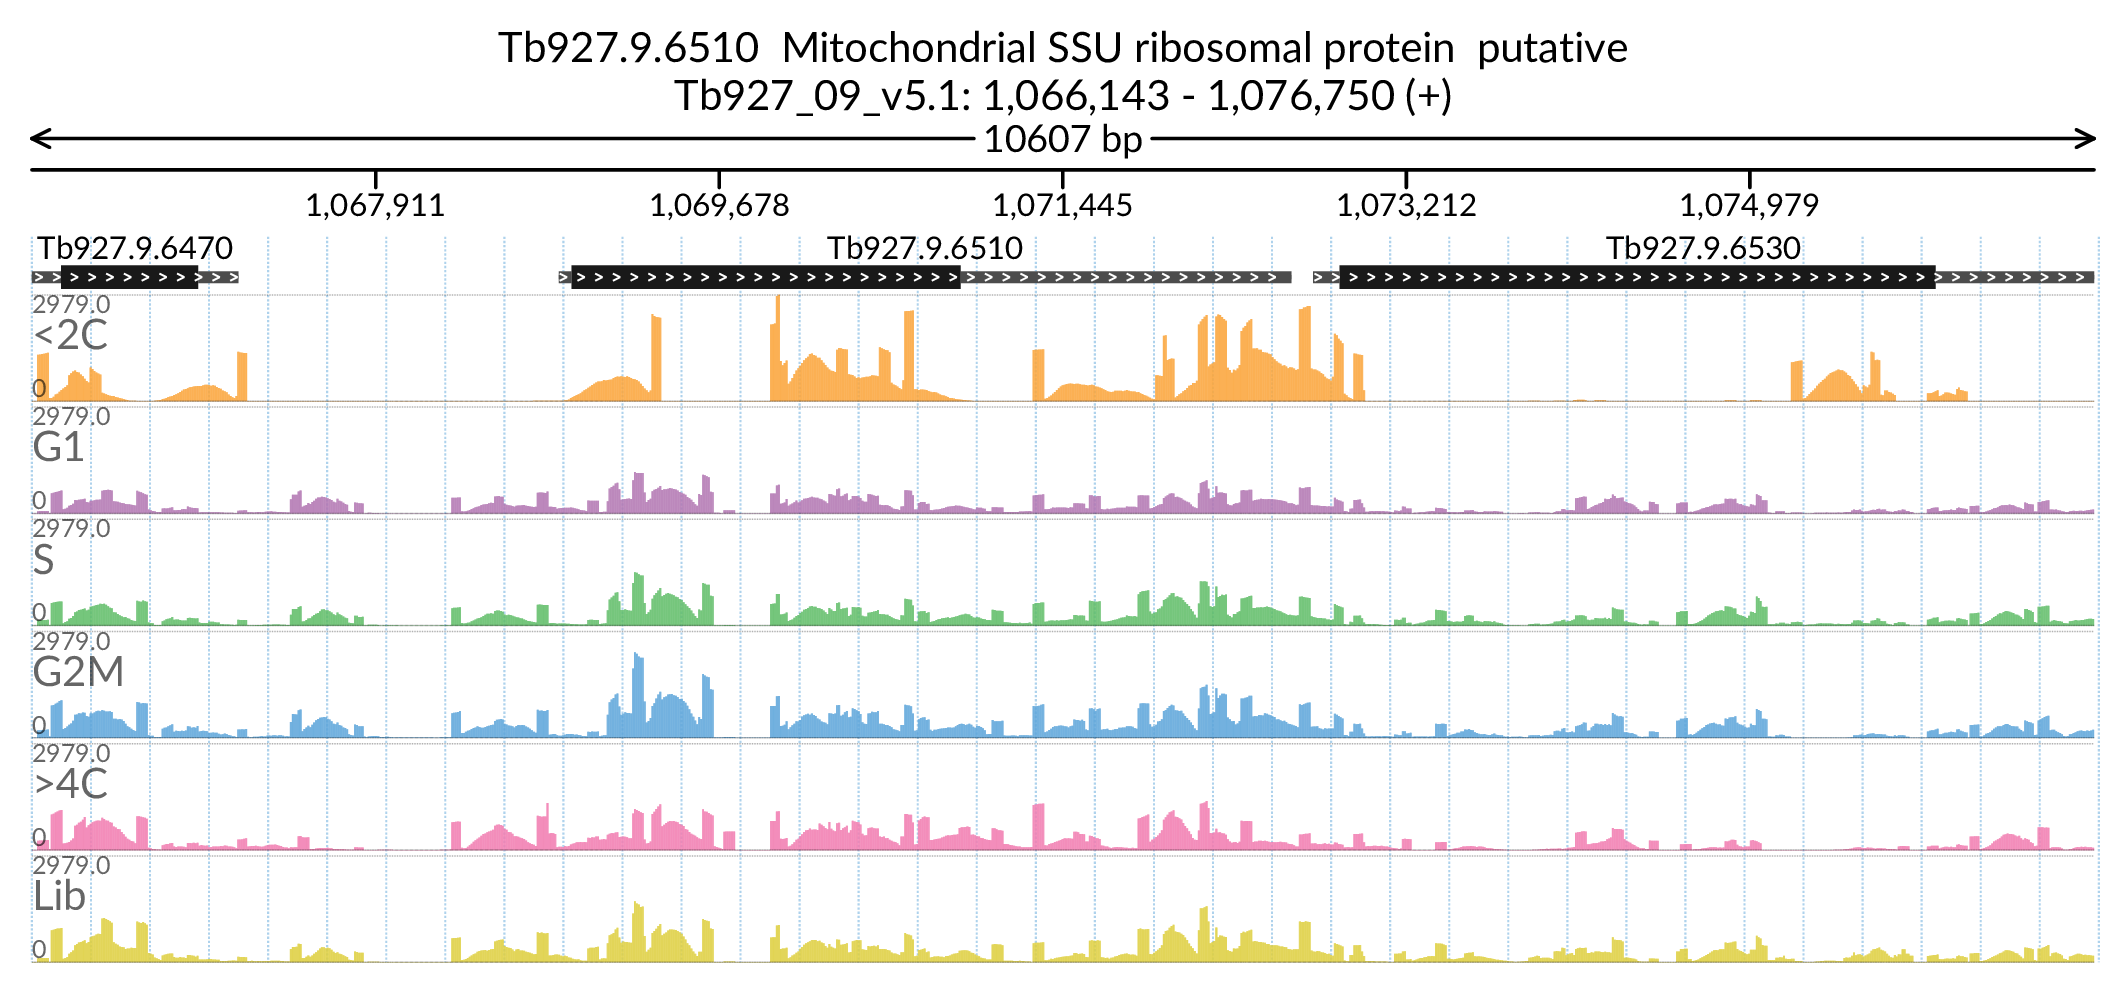 Tb927.9.6510  Mitochondrial SSU ribosomal protein  putative
Tb927_09_v5.1: 1,066,143 - 1,076,750 (+)
10607 bp
1,067,911 1,069,678 1,071,445 1,073,212 1,074,979
Tb927.9.6470 Tb927.9.6510 Tb927.9.6530
2979.0
<2C
0
2979.0
G1
0
2979.0
S
0
2979.0
G2M
0
2979.0
>4C
0
2979.0
Lib
0